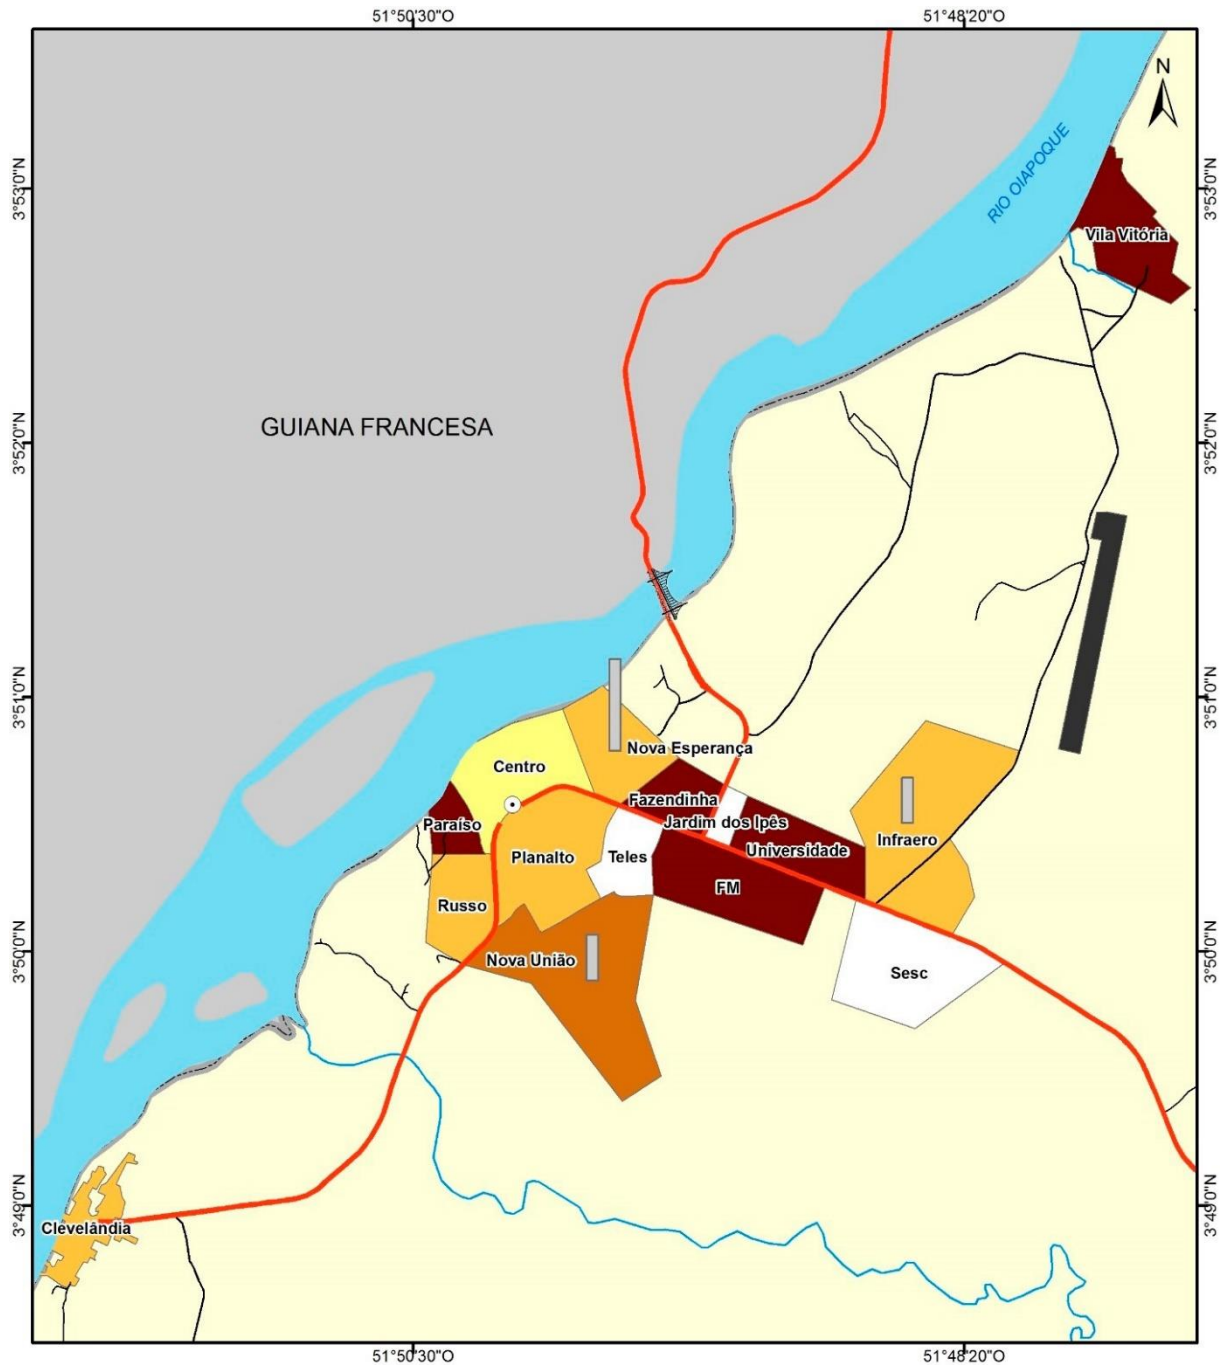 51°50'30"O
51°48'20"O
N
3°53'0"N
3°53'0"N
RIO OIAPOQUE
Vila Vitória
3°52'0"N
GUIANA FRANCESA
3°52'0"N
3°51'0"N
3°51'0"N
Nova Esperança
Centro
Fazendinha
Paraíso
Jardim dos Ipês
Infraero
Planalto
Teles
Universidade
FM
Russo
3°50'0"N
Nova União
Sesc
3°50'0"N
3°49'0"N
3°49'0"N
Clevelândia
51°50'30"O
51°48'20"O